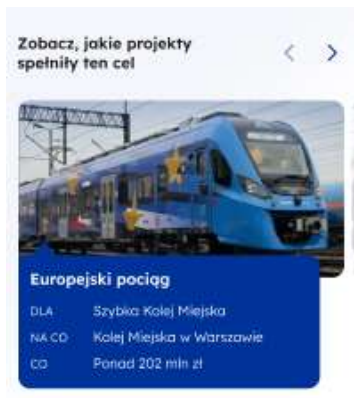 Zobacz, jakie projekty
spełniły ten cel
Europejski pociąg
DLA Szybka Kolej Miejska
NA CO Kolej Miejska w Warszawie
CO Ponad 202 mln zł